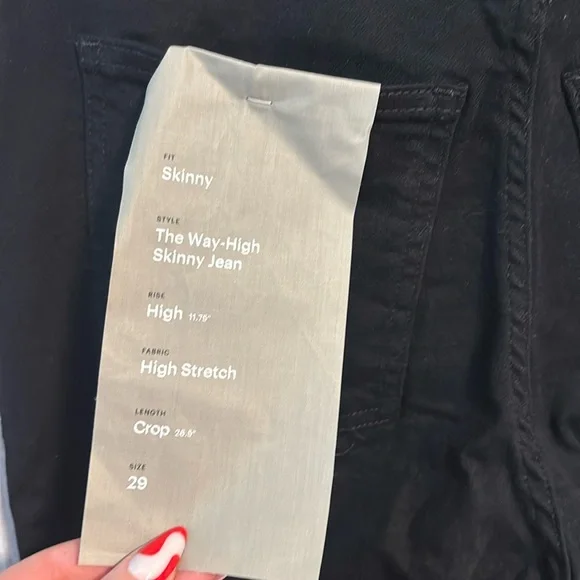 FIT
Skinny
STYLE
The Way-High
Skinny Jean
RISE
High 11.75"
FABRIC
High Stretch
LENGTH
Crop 26.5"
SIZE
29